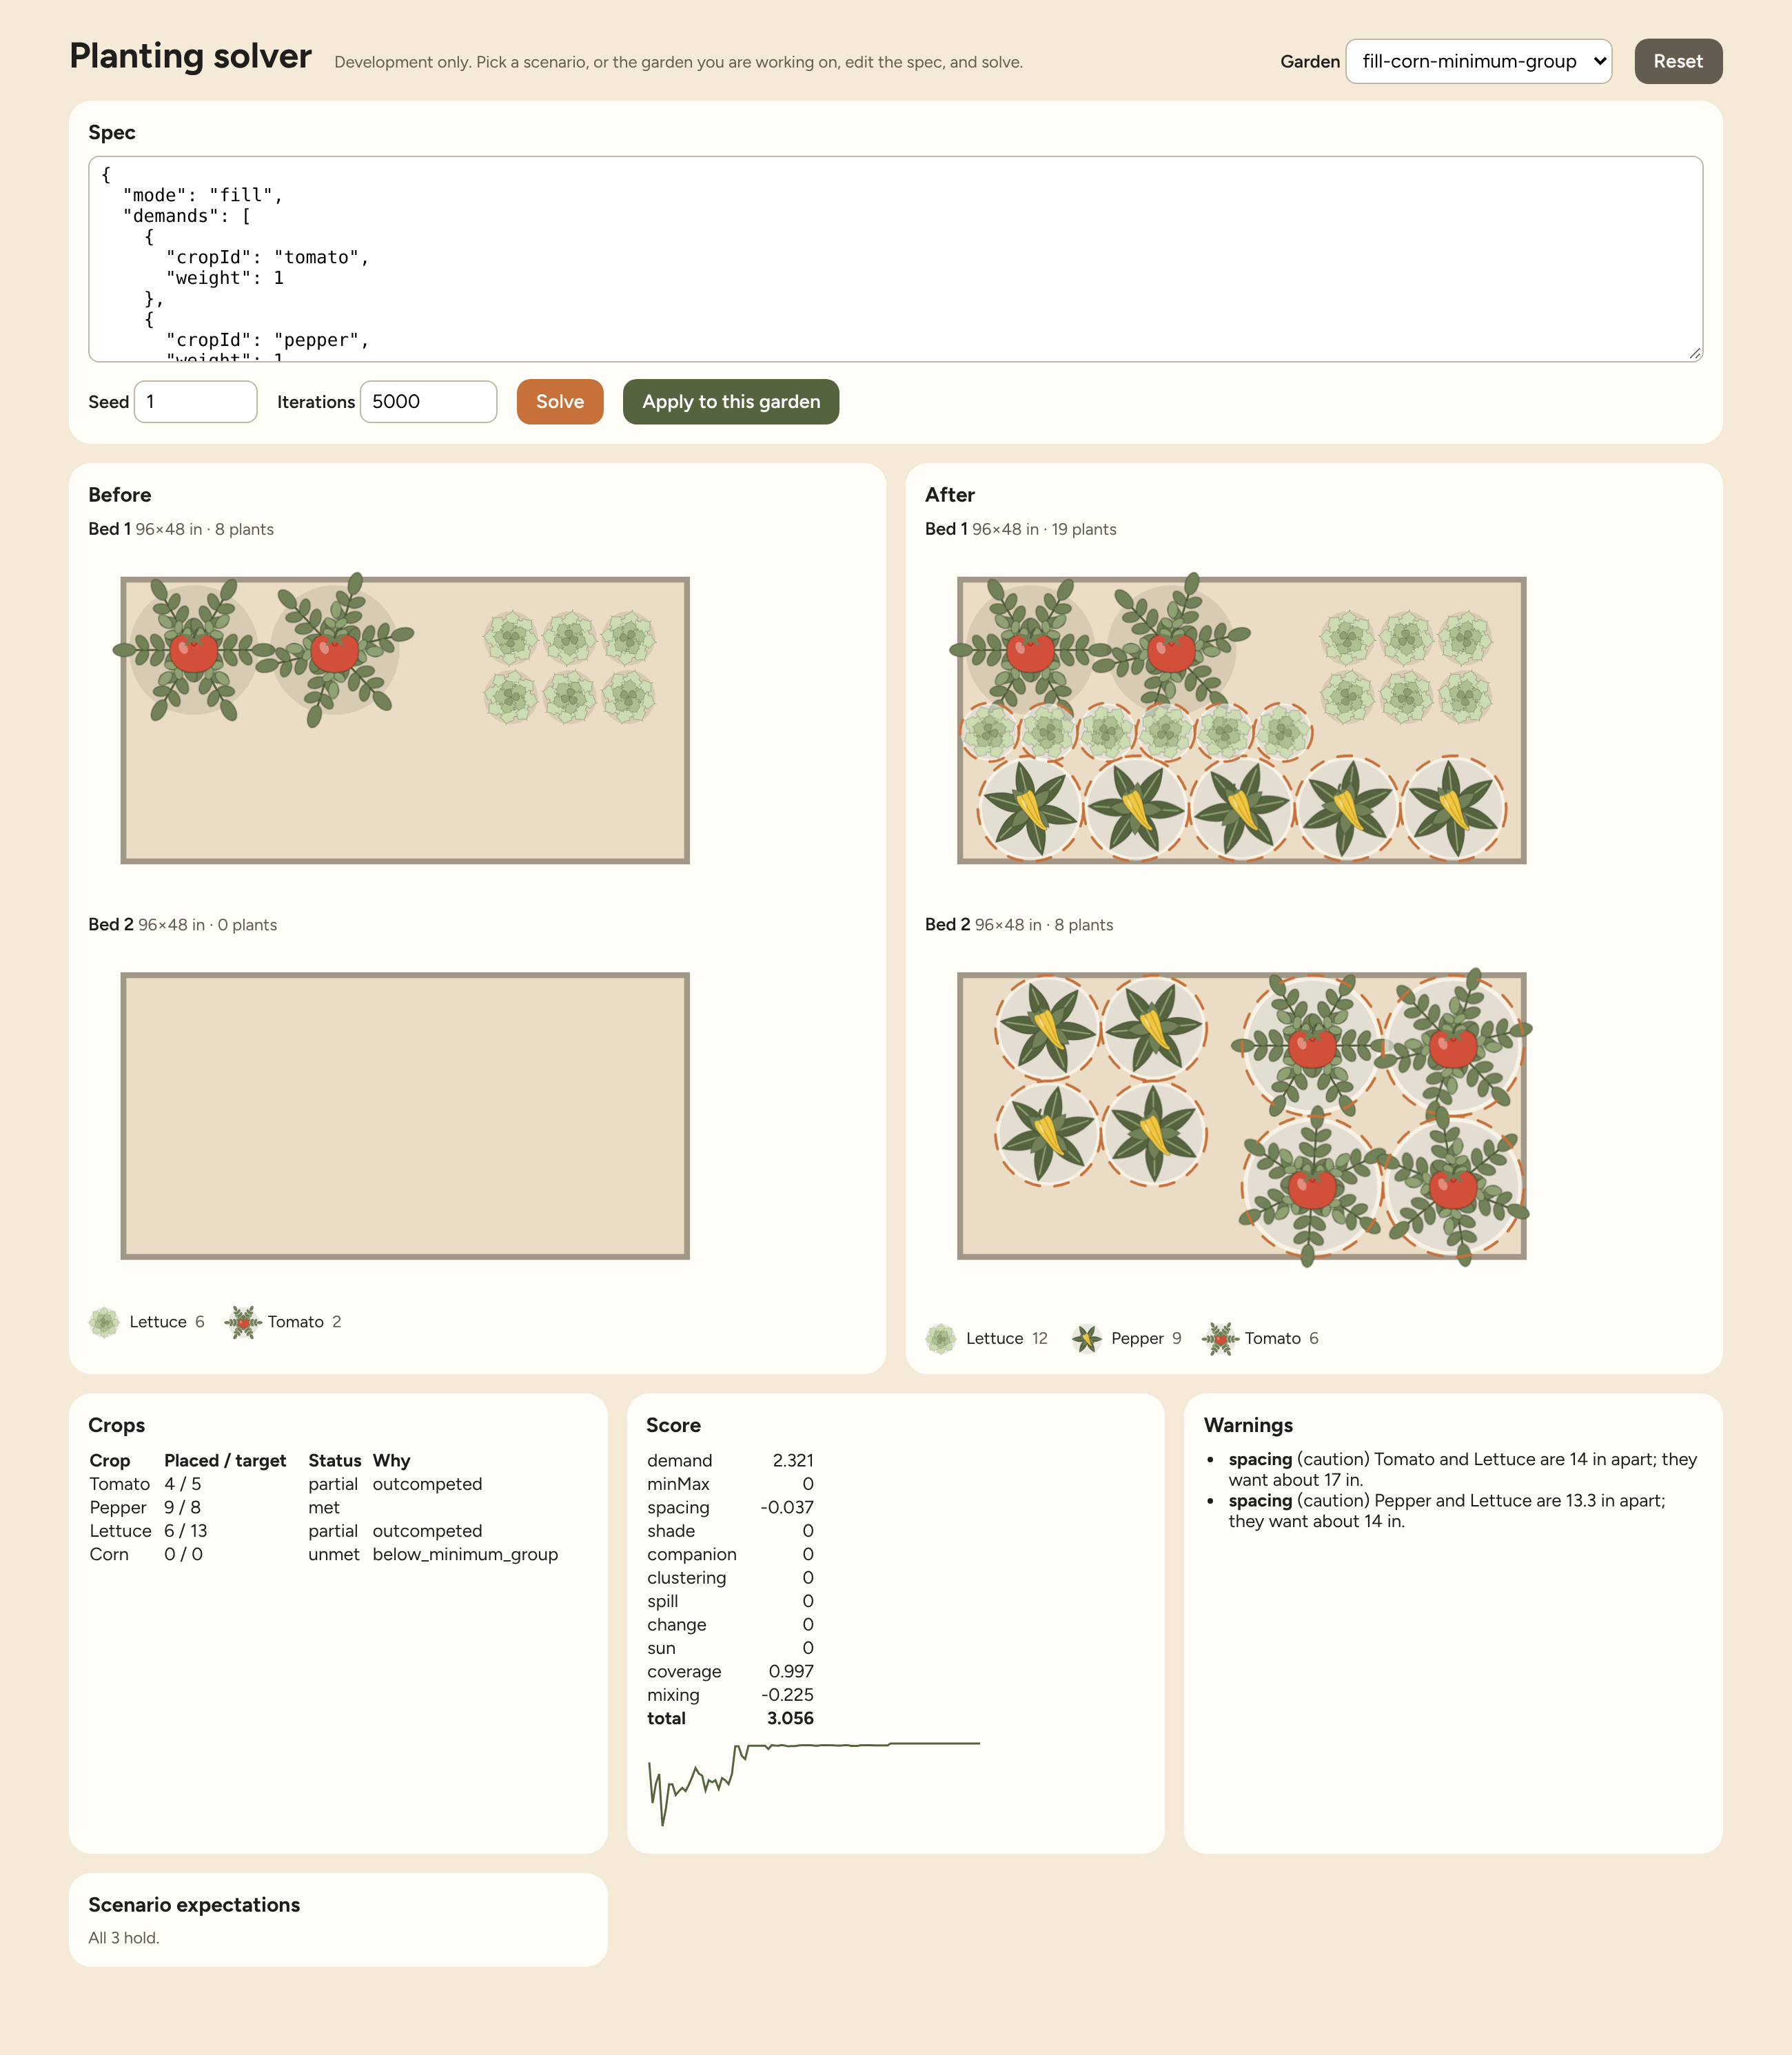 Planting solver
Development only. Pick a scenario, or the garden you are working on, edit the spec, and solve.
Garden
fill-corn-minimum-group
Reset
Spec
{
"mode": "fill",
"demands": [
{
"cropId": "tomato",
"weight": 1
},
{
"cropId": "pepper",
"weight": 1
Seed
1
Iterations
5000
Solve
Apply to this garden
Before
Bed 1 96×48 in · 8 plants
Bed 2 96×48 in · 0 plants
Lettuce 6
Tomato 2
After
Bed 1 96×48 in · 19 plants
Bed 2 96×48 in · 8 plants
Lettuce 12
Pepper 9
Tomato 6
Crops
Crop Placed / target Status Why
Tomato 4 / 5 partial outcompeted
Pepper 9 / 8 met
Lettuce 6 / 13 partial outcompeted
Corn 0 / 0 unmet below_minimum_group
Score
demand 2.321
minMax 0
spacing -0.037
shade 0
companion 0
clustering 0
spill 0
change 0
sun 0
coverage 0.997
mixing -0.225
total 3.056
Warnings
• spacing (caution) Tomato and Lettuce are 14 in apart; they
want about 17 in.
• spacing (caution) Pepper and Lettuce are 13.3 in apart;
they want about 14 in.
Scenario expectations
All 3 hold.